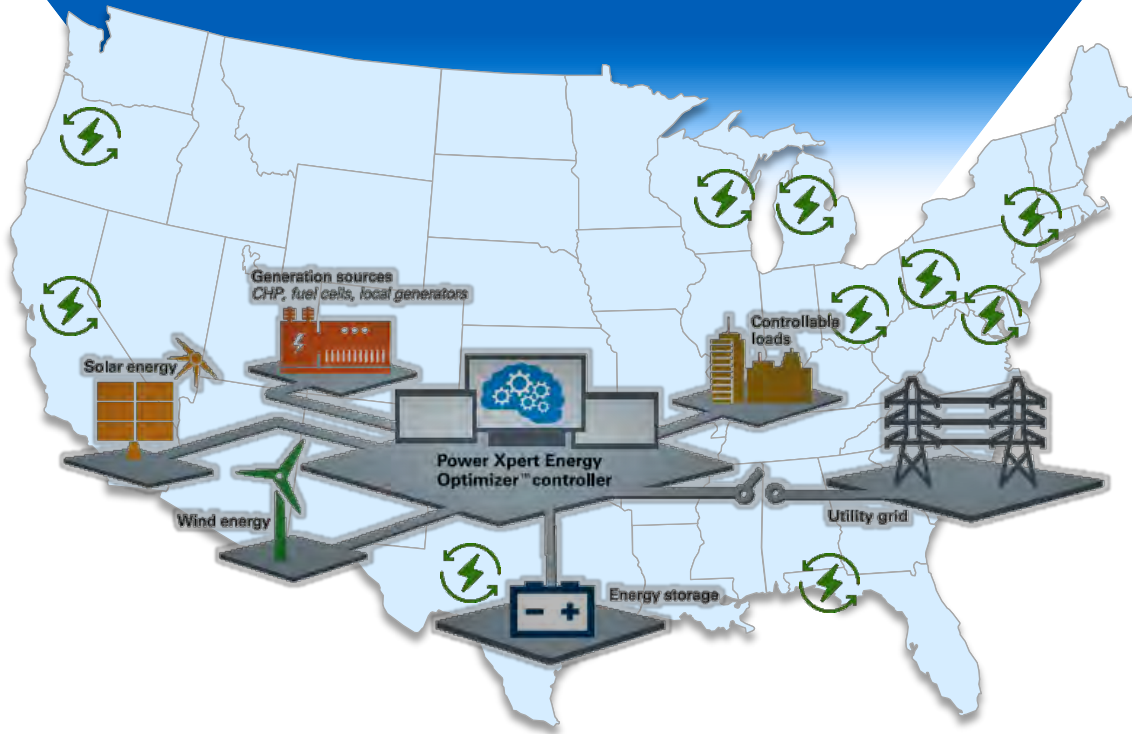 Generation sources
CHP, fuel cells, local generators
Controllable
loads
Solar energy
Power Xpert Energy
Optimizer™ controller
Wind energy
Utility grid
Energy storage